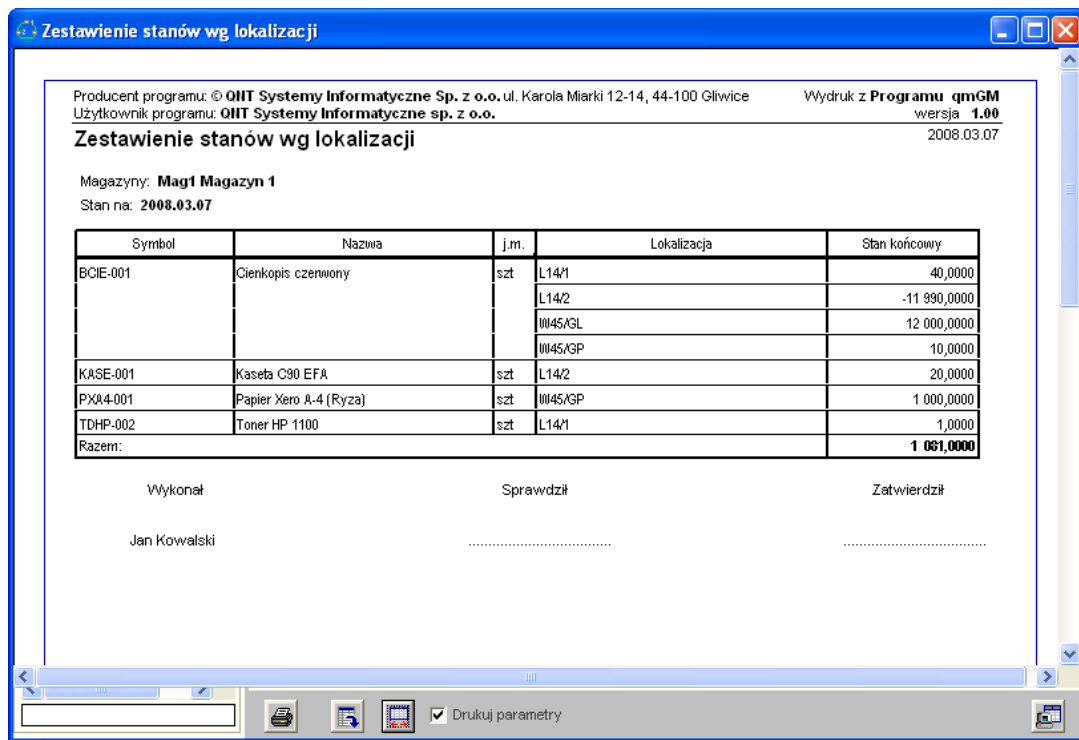 Zestawienie stanów wg lokalizacji
Producent programu: © QNT Systemy Informatyczne Sp. z o.o. ul. Karola Miarki 12-14, 44-100 Gliwice Wydruk z Programu qmGM
Użytkownik programu: QNT Systemy Informatyczne sp. z o.o. wersja 1.00
Zestawienie stanów wg lokalizacji 2008.03.07
Magazyny: Mag1 Magazyn 1
Stan na: 2008.03.07
Symbol Nazwa j.m. Lokalizacja Stan końcowy
BCIE-001 Cienkopis czerwony szt L14/1 40,0000
L14/2 -11 990,0000
W45/GL 12 000,0000
W45/GP 10,0000
KASE-001 Kaseta C90 EFA szt L14/2 20,0000
PXA4-001 Papier Xero A-4 (Ryza) szt W45/GP 1 000,0000
TDHP-002 Toner HP 1100 szt L14/1 1,0000
Razem: 1 081,0000
Wykonał Sprawdził Zatwierdził
Jan Kowalski .................................. ..................................
Drukuj parametry